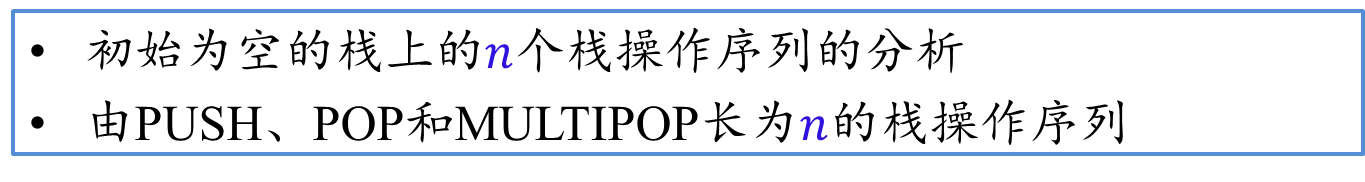 • 初始为空的栈上的n个栈操作序列的分析
• 由PUSH、POP和MULTIPOP长为n的栈操作序列